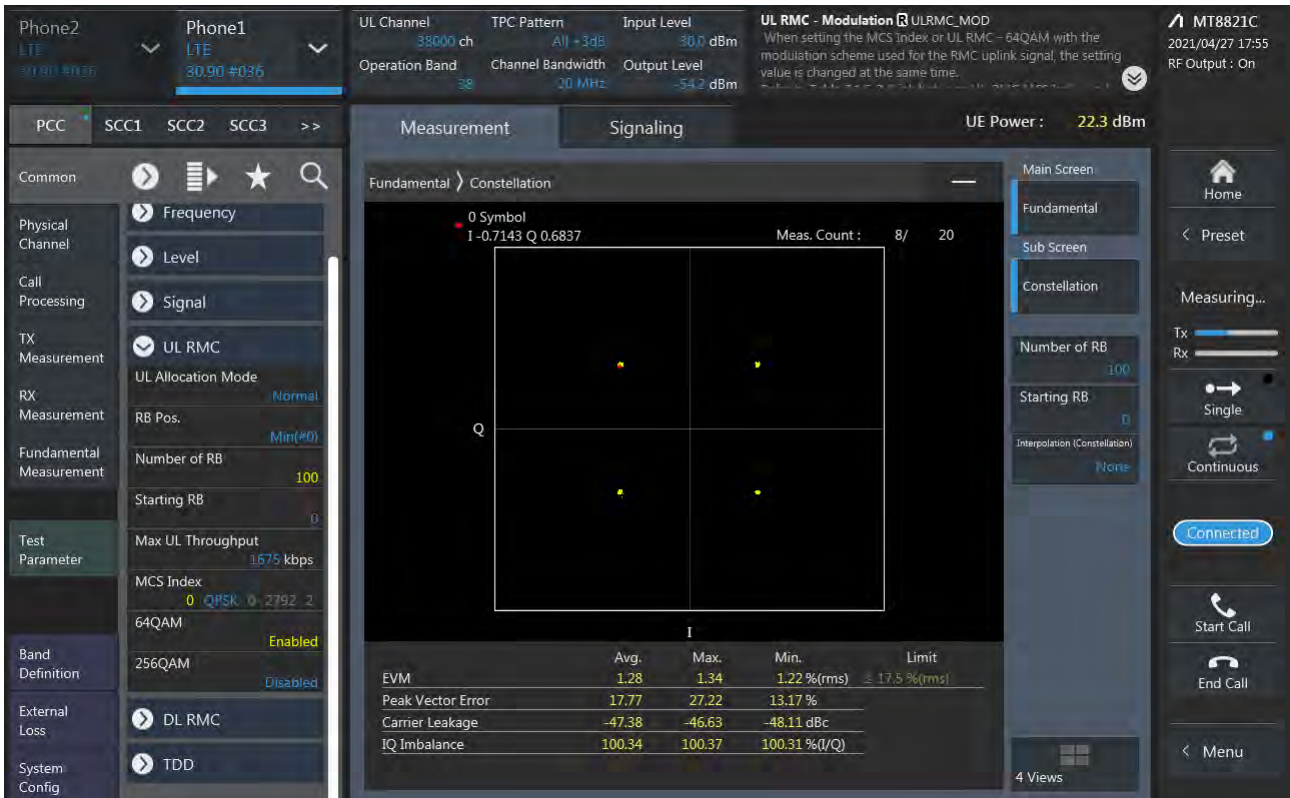 Phone2
LTE
30.90 #036
Phone1
LTE
30.90 #036
UL Channel
38000 ch
TPC Pattern
All +3dB
Input Level
30.0 dBm
Operation Band
38
Channel Bandwidth
20 MHz
Output Level
-54.2 dBm
UL RMC - Modulation R ULRMC_MOD
When setting the MCS Index or UL RMC - 64QAM with the
modulation scheme used for the RMC uplink signal, the setting
value is changed at the same time.
MT8821C
2021/04/27 17:55
RF Output : On
PCC SCC1 SCC2 SCC3 >>
Measurement
Signaling
UE Power : 22.3 dBm
Common
Physical
Channel
Call
Processing
TX
Measurement
RX
Measurement
Fundamental
Measurement
Test
Parameter
Band
Definition
External
Loss
System
Config
Frequency
Level
Signal
UL RMC
UL Allocation Mode
Normal
RB Pos.
Min(#0)
Number of RB
100
Starting RB
0
Max UL Throughput
1675 kbps
MCS Index
0 QPSK 0 2792 2
64QAM
Enabled
256QAM
Disabled
DL RMC
TDD
Fundamental 〉 Constellation
0 Symbol
I -0.7143 Q 0.6837
Meas. Count : 8/ 20
Q
I
Avg. Max. Min. Limit
EVM 1.28 1.34 1.22 %(rms) ≤ 17.5 %(rms)
Peak Vector Error 17.77 27.22 13.17 %
Carrier Leakage -47.38 -46.63 -48.11 dBc
IQ Imbalance 100.34 100.37 100.31 %(I/Q)
Main Screen
Fundamental
Sub Screen
Constellation
Number of RB
100
Starting RB
0
Interpolation (Constellation)
None
4 Views
Home
< Preset
Measuring...
Tx
Rx
Single
Continuous
Connected
Start Call
End Call
< Menu